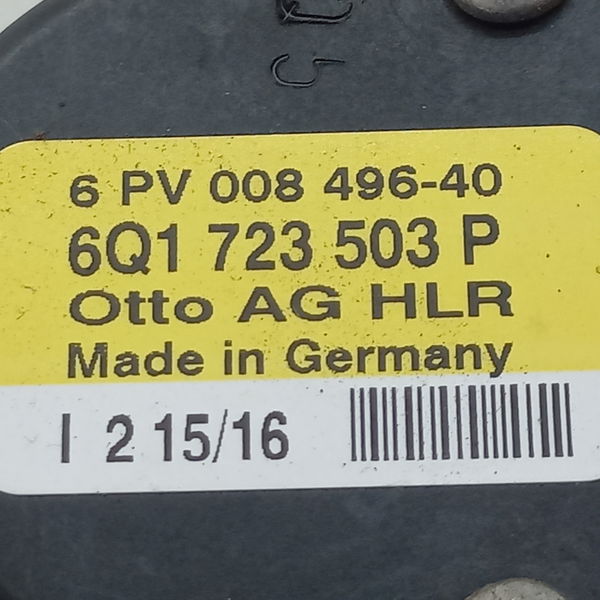 6 PV 008 496-40
6Q1 723 503 P
Otto AG HLR
Made in Germany
I 2 15/16